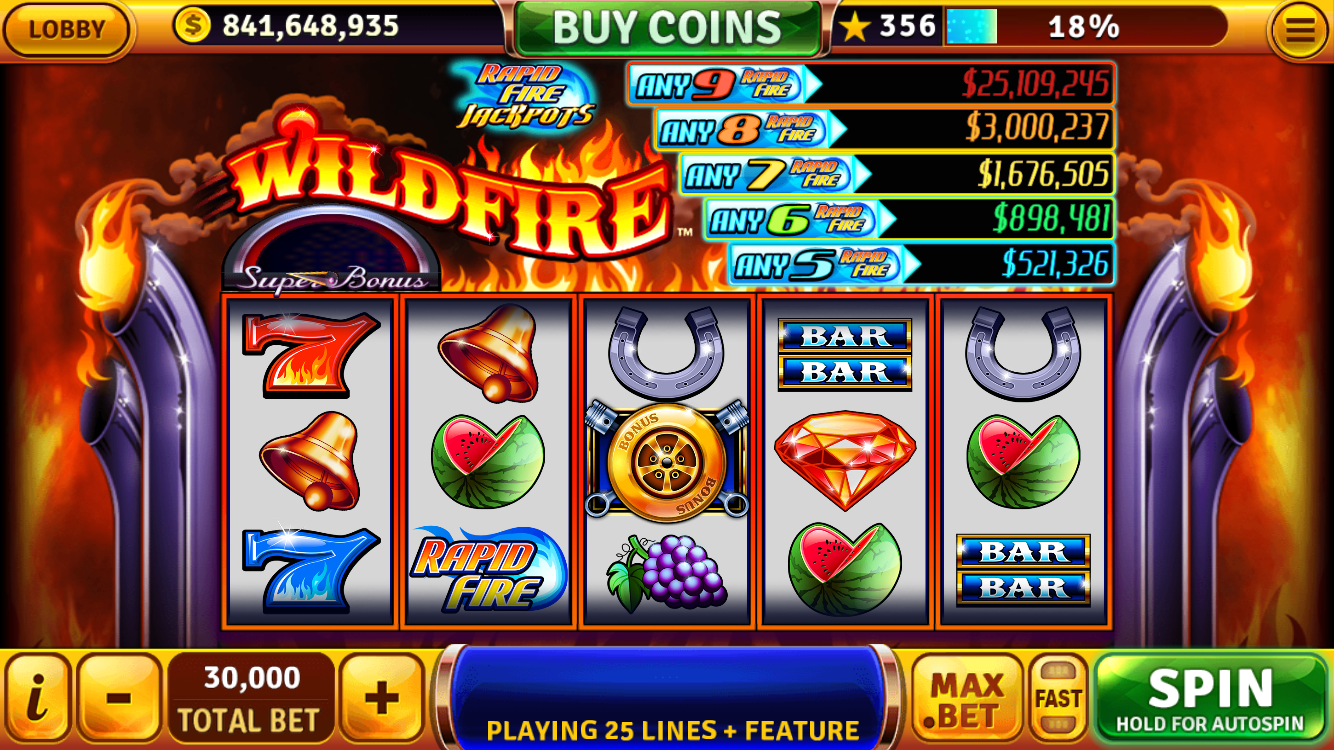 LOBBY
$ 841,648,935
BUY COINS
356
18%
RAPID
FIRE
JACKPOTS
ANY 9 RAPID FIRE $25,109,245
ANY 8 RAPID FIRE $3,000,237
ANY 7 RAPID FIRE $1,676,505
ANY 6 RAPID FIRE $898,481
ANY 5 RAPID FIRE $521,326
WILDFIRE™
Super Bonus
7
BAR
BAR
BONUS
BONUS
7
RAPID
FIRE
BAR
BAR
i
-
30,000
TOTAL BET
+
PLAYING 25 LINES + FEATURE
MAX
.BET
FAST
SPIN
HOLD FOR AUTOSPIN